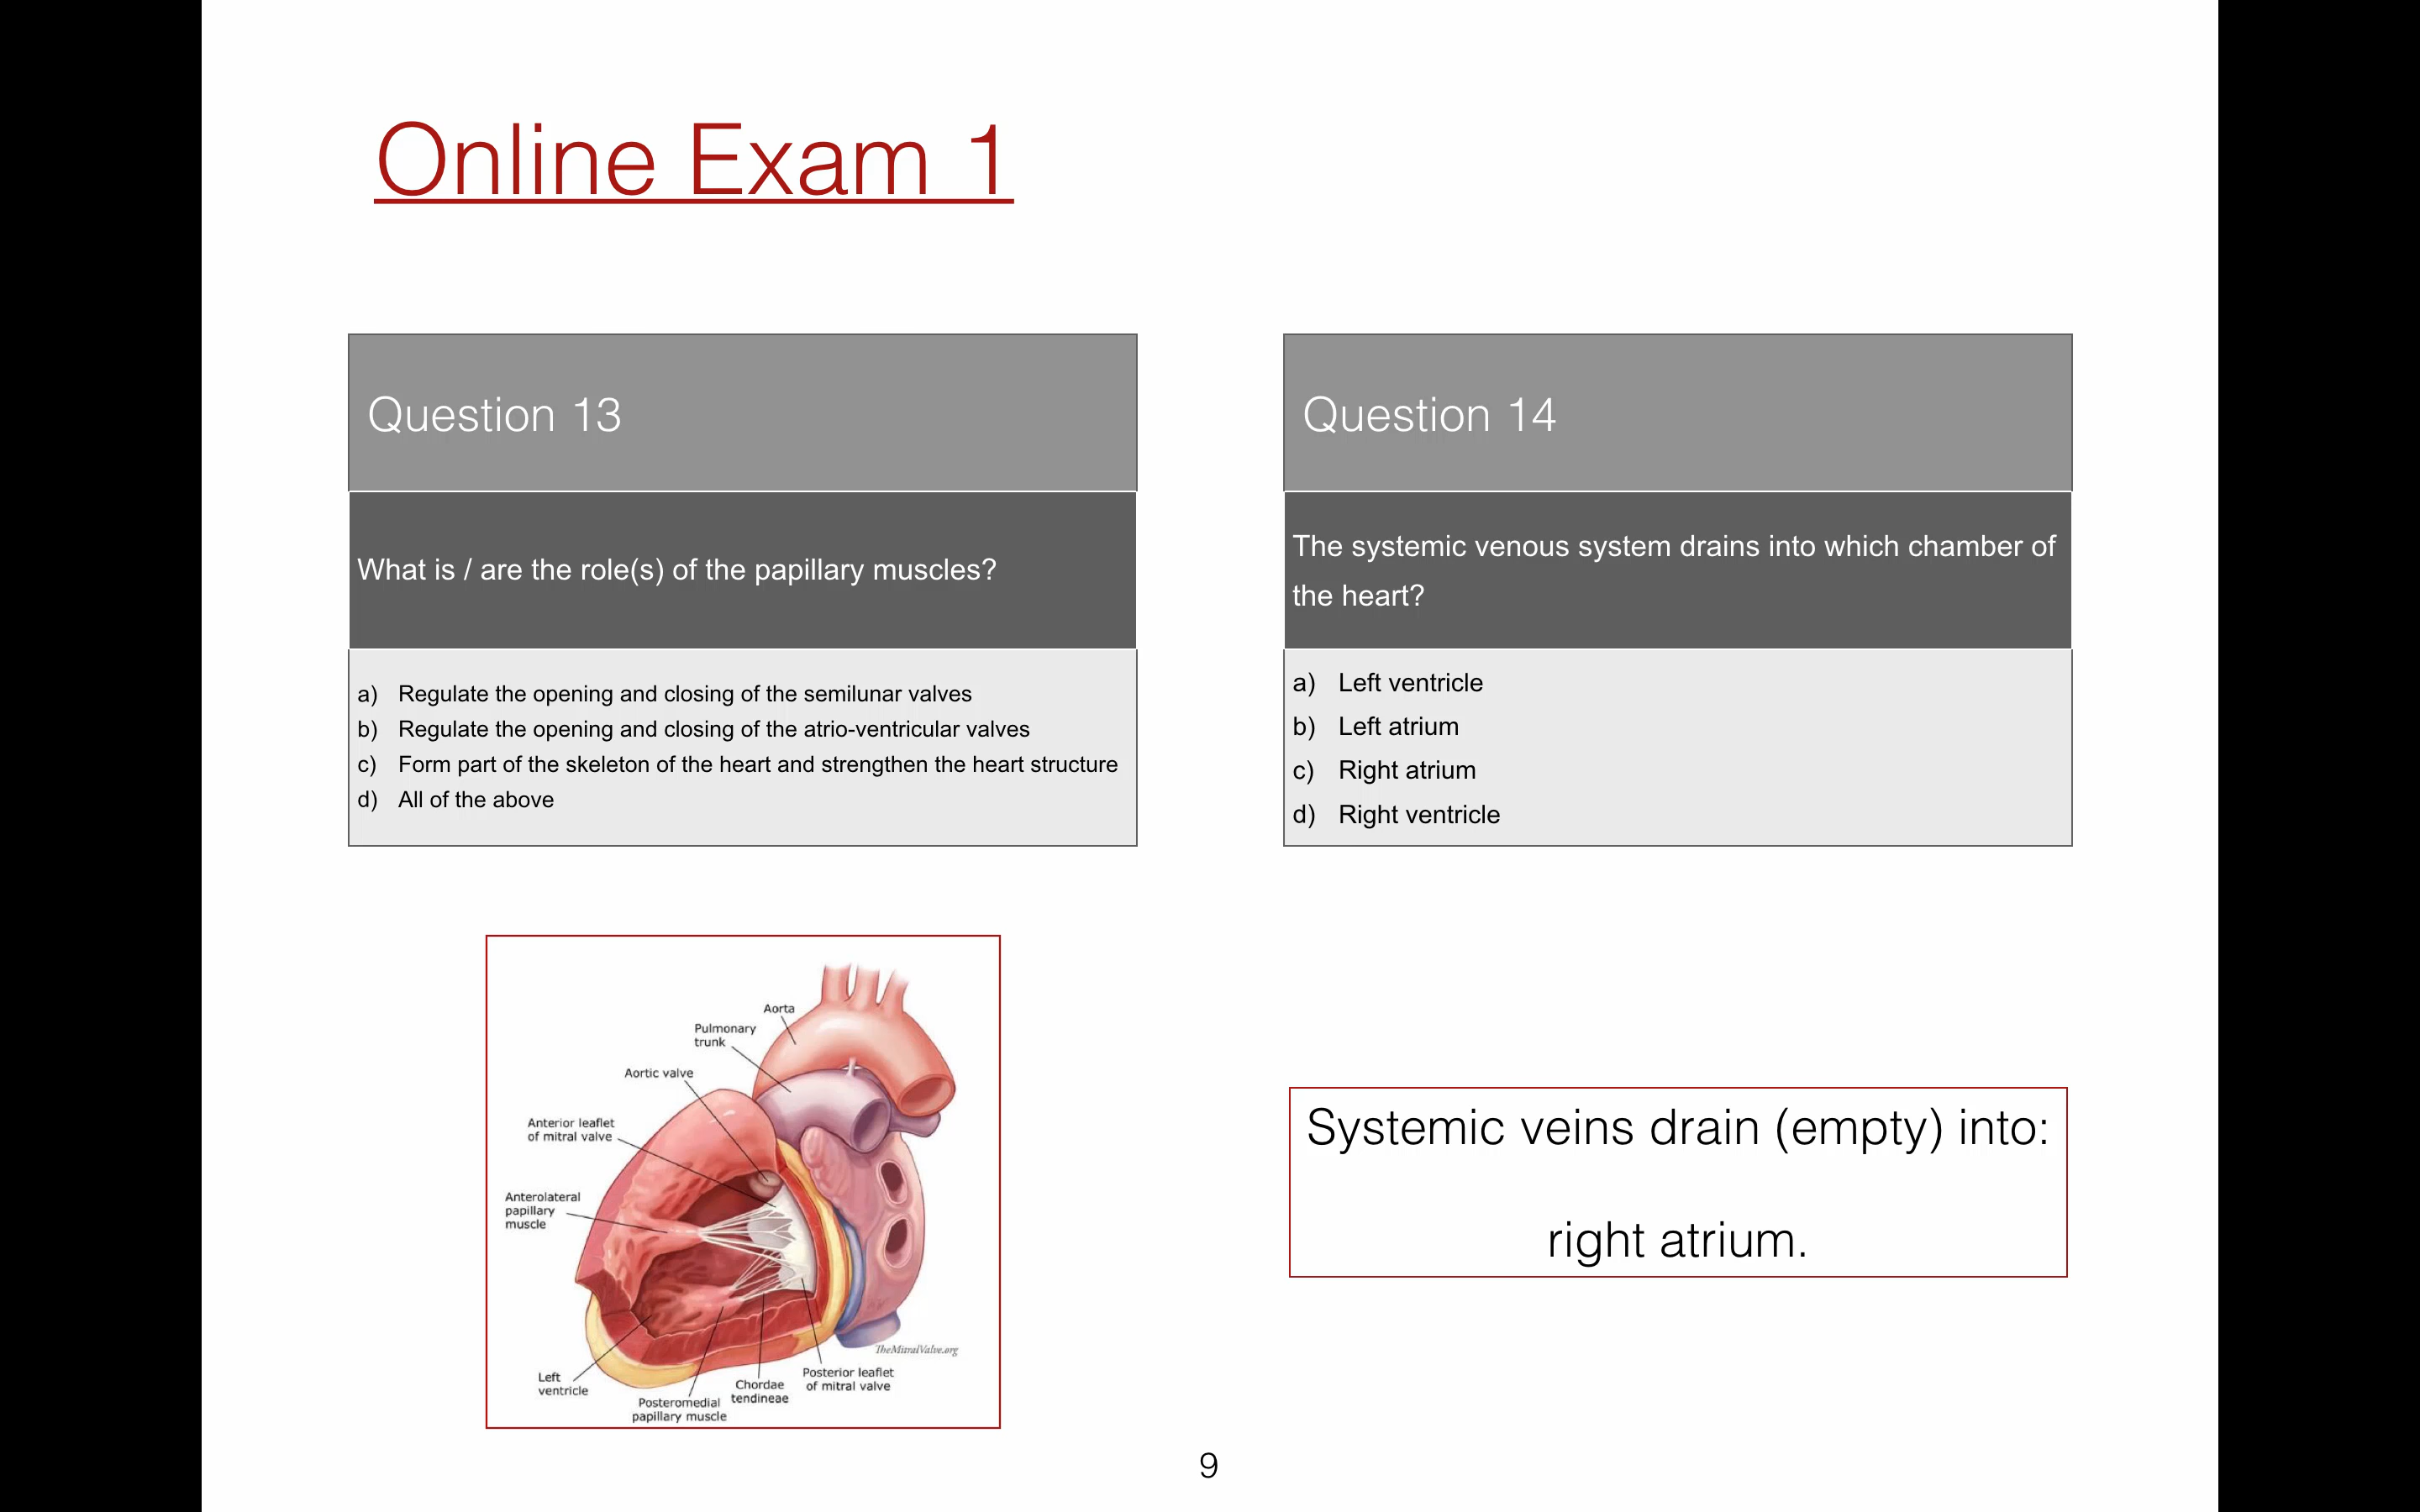 Online Exam 1
Question 13
What is / are the role(s) of the papillary muscles?
a) Regulate the opening and closing of the semilunar valves
b) Regulate the opening and closing of the atrio-ventricular valves
c) Form part of the skeleton of the heart and strengthen the heart structure
d) All of the above
Question 14
The systemic venous system drains into which chamber of
the heart?
a) Left ventricle
b) Left atrium
c) Right atrium
d) Right ventricle
Aorta
Pulmonary
trunk
Aortic valve
Anterior leaflet
of mitral valve
Anterolateral
papillary
muscle
Left
ventricle
Posteromedial
papillary muscle
Chordae
tendineae
Posterior leaflet
of mitral valve
TheMitralValve.org
Systemic veins drain (empty) into:
right atrium.
9